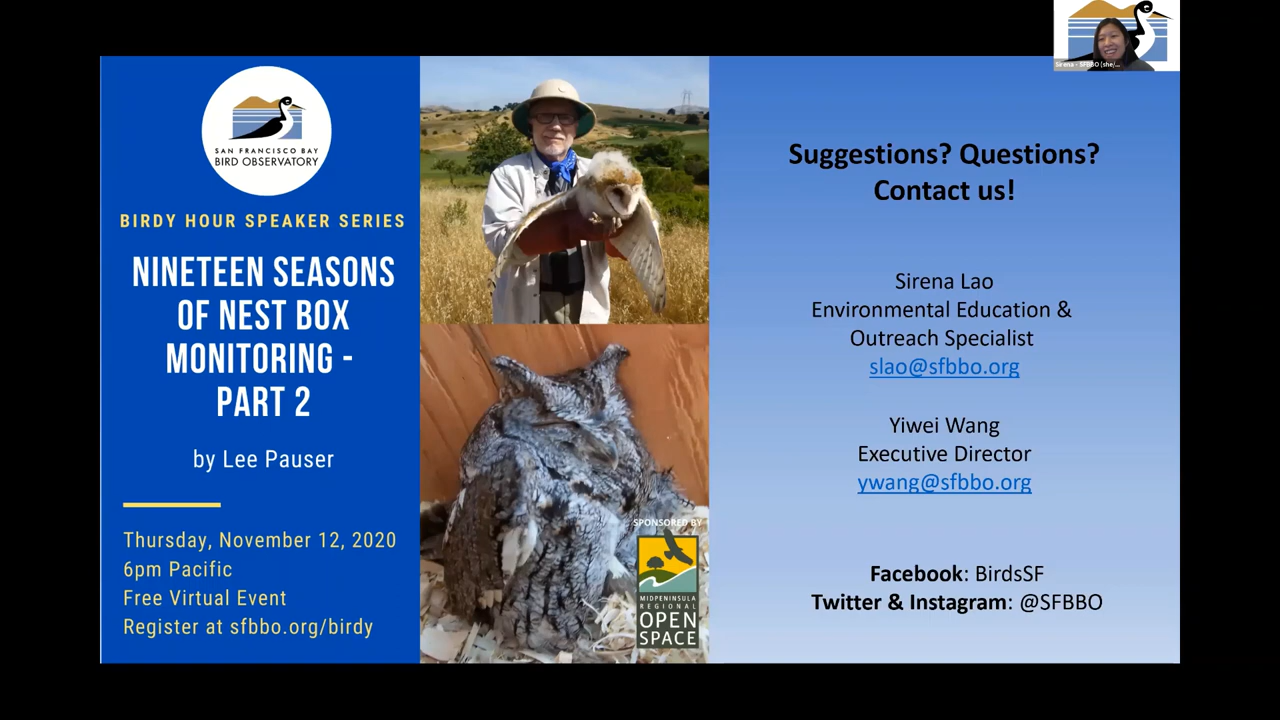 SAN FRANCISCO BAY
BIRD OBSERVATORY
BIRDY HOUR SPEAKER SERIES
NINETEEN SEASONS
OF NEST BOX
MONITORING -
PART 2
by Lee Pauser
Thursday, November 12, 2020
6pm Pacific
Free Virtual Event
Register at sfbbo.org/birdy
SPONSORED BY
MIDPENINSULA
REGIONAL
OPEN
SPACE
Suggestions? Questions?
Contact us!
Sirena Lao
Environmental Education &
Outreach Specialist
slao@sfbbo.org
Yiwei Wang
Executive Director
ywang@sfbbo.org
Facebook: BirdsSF
Twitter & Instagram: @SFBBO
Sirena - SFBBO (she/...